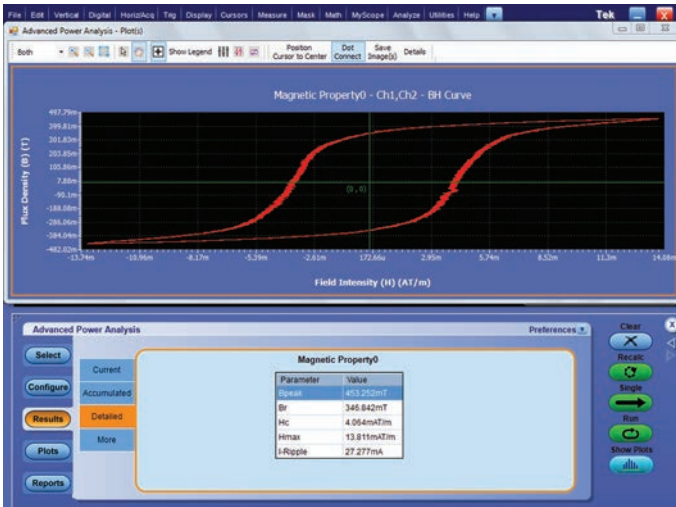 File Edit Vertical Digital Horiz/Acq Trig Display Cursors Measure Mask Math MyScope Analyze Utilities Help Tek X
Advanced Power Analysis - Plot(s)
Both Show Legend Position Cursor to Center Dot Connect Save Image(s) Details
Magnetic Property0 - Ch1,Ch2 - BH Curve
Flux Density (B) (T)
497.79m
399.81m
301.83m
203.85m
105.86m
7.88m
-90.1m
-188.08m
-286.06m
-384.04m
-482.02m
(0,0)
-13.74m -10.96m -8.17m -5.39m -2.61m 172.66u 2.95m 5.74m 8.52m 11.3m 14.08m
Field Intensity (H) (AT/m)
Advanced Power Analysis Preferences Clear X
Select
Configure
Results
Plots
Reports
Current
Accumulated
Detailed
More
Magnetic Property0
Parameter Value
Bpeak 453.252mT
Br 346.842mT
Hc 4.064mAT/m
Hmax 13.811mAT/m
I-Ripple 27.277mA
Recalc
Single
Run
Show Plots